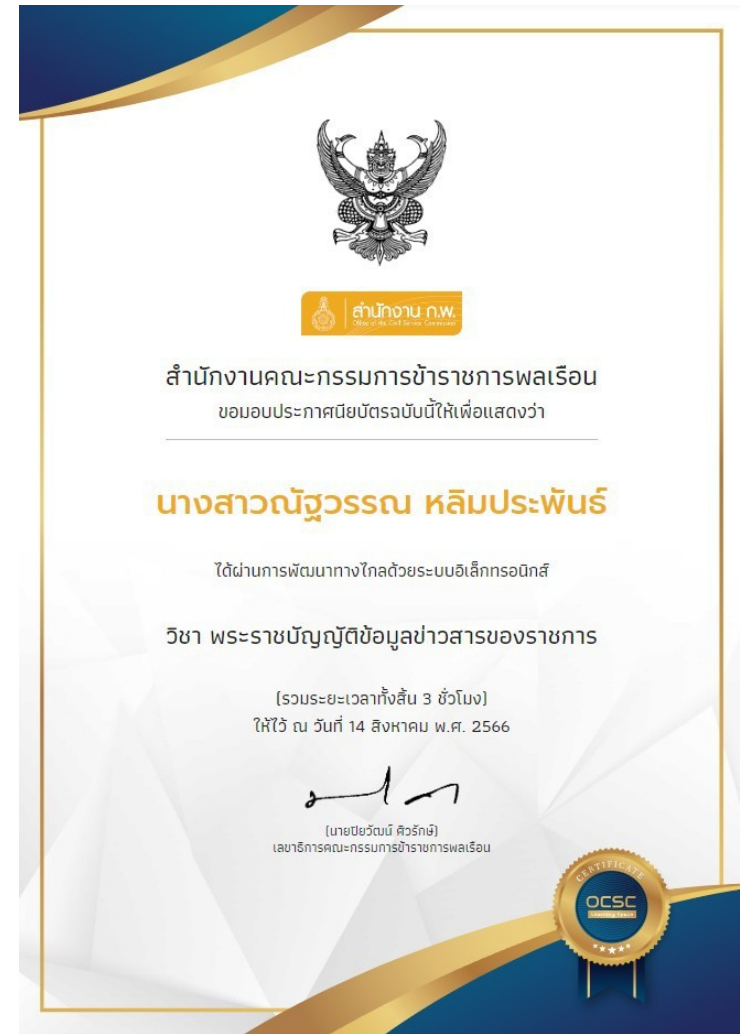 สำนักงาน ก.พ.
Office of the Civil Service Commission
สำนักงานคณะกรรมการข้าราชการพลเรือน
ขอมอบประกาศนียบัตรฉบับนี้ให้เพื่อแสดงว่า
นางสาวณัฐวรรณ หลิมประพันธ์
ได้ผ่านการพัฒนาทางไกลด้วยระบบอิเล็กทรอนิกส์
วิชา พระราชบัญญัติข้อมูลข่าวสารของราชการ
(รวมระยะเวลาทั้งสิ้น 3 ชั่วโมง)
ให้ไว้ ณ วันที่ 14 สิงหาคม พ.ศ. 2566
(นายปิยวัฒน์ ศิวรักษ์)
เลขาธิการคณะกรรมการข้าราชการพลเรือน
CERTIFICATE
OCSC
Learning Space